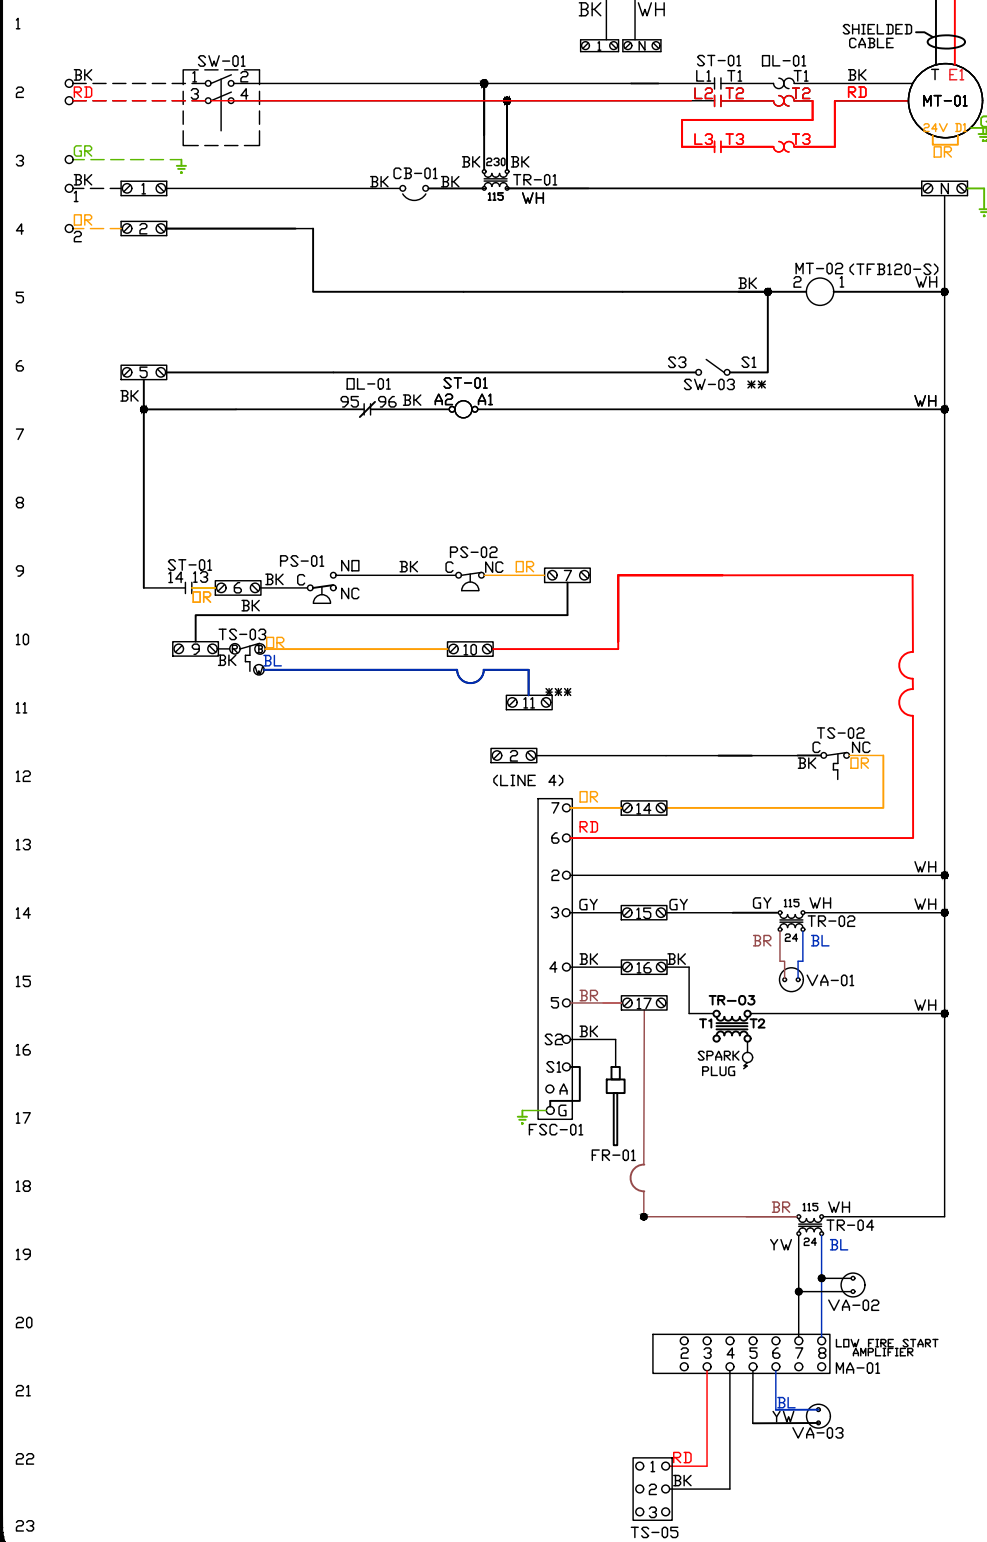 1
BK WH
1 N
SHIELDED
CABLE
SW-01
ST-01 OL-01
T E1
BK 1 2 L1 T1 T1 BK
2
RD 3 4 L2 T2 T2 RD
MT-01
24V D1
G
OR
L3 T3 T3
3
GR
BK 230 BK
BK 1 BK CB-01 BK TR-01 N
1
115 WH
4
OR 2
2
MT-02 (TFB120-S)
5
BK 2 1 WH
6
5 S3 S1
SW-03 **
BK
OL-01 ST-01
95 96 BK A2 A1 WH
7
8
9
ST-01 PS-01 NO BK PS-02
14 13 6 BK C NC C NC OR 7
OR
BK
10
TS-03
9 R B OR 10
BK W BL
11
11 ***
TS-02
2 C NC
BK OR
12
(LINE 4)
7 OR 14
13
6 RD
2 WH
14
3 GY 15 GY GY 115 WH WH
TR-02
BR 24 BL
15
4 BK 16 BK
VA-01
5 BR 17
TR-03 WH
T1 T2
16
S2 BK
SPARK
PLUG
S1
A
17
G
FSC-01
FR-01
18
BR 115 WH
TR-04
19
YW 24 BL
VA-02
20
LOW FIRE START
AMPLIFIER
2 3 4 5 6 7 8
MA-01
21
BL
YW
VA-03
22
1 RD
2 BK
3
23
TS-05